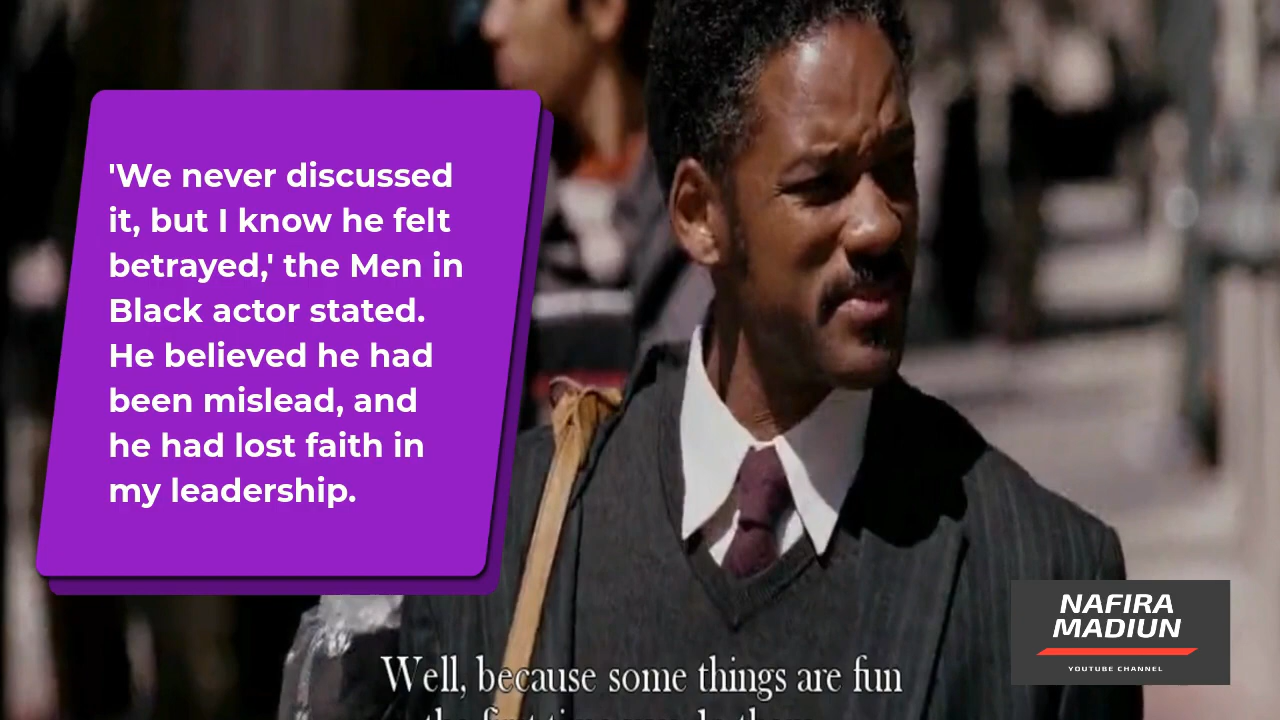 'We never discussed
it, but I know he felt
betrayed,' the Men in
Black actor stated.
He believed he had
been mislead, and
he had lost faith in
my leadership.
Well, because some things are fun
NAFIRA
MADIUN
YOUTUBE CHANNEL